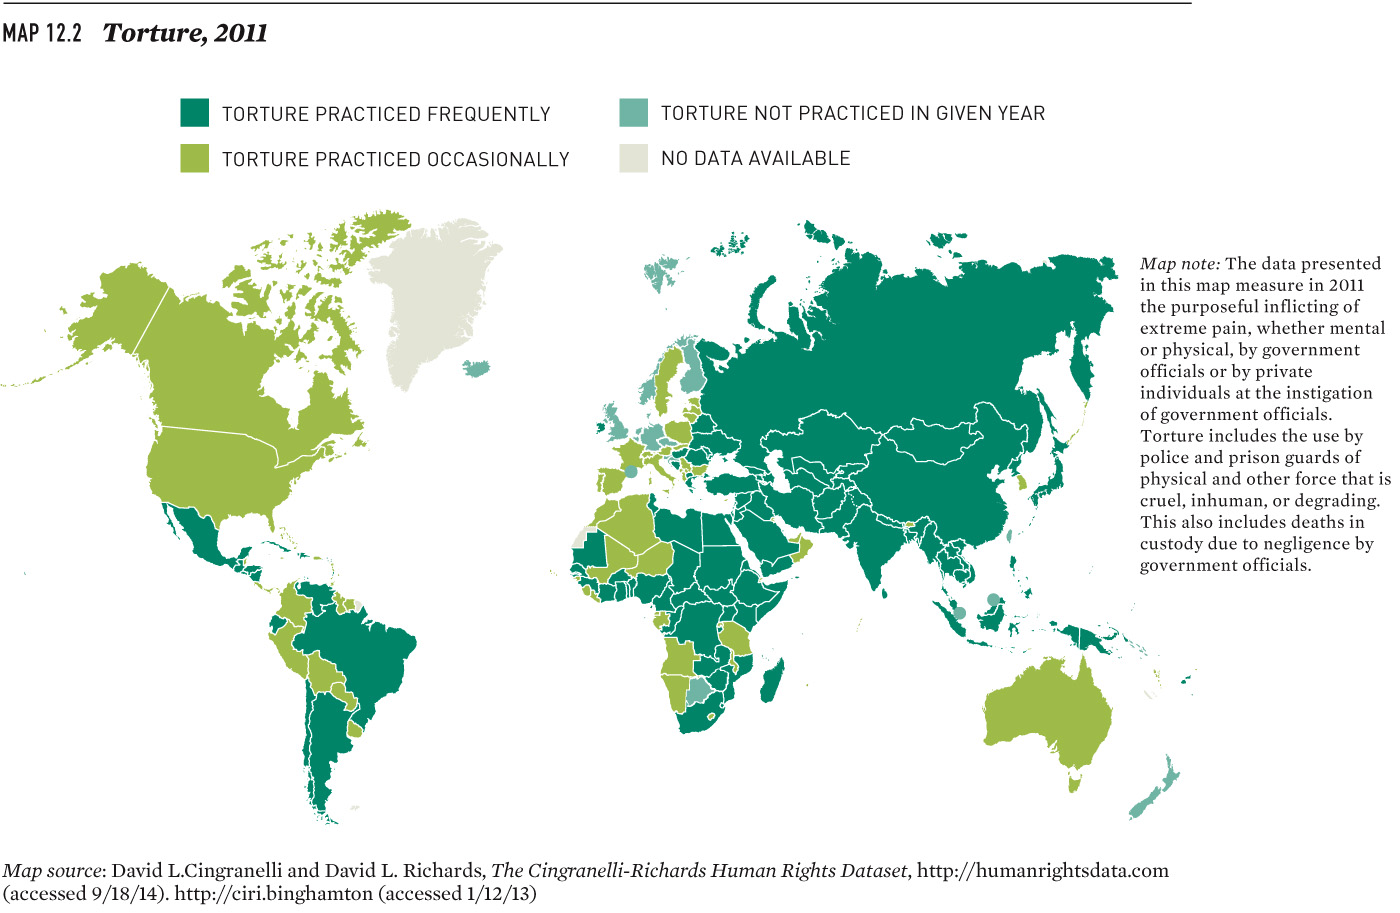 MAP 12.2 Torture, 2011
TORTURE PRACTICED FREQUENTLY
TORTURE NOT PRACTICED IN GIVEN YEAR
TORTURE PRACTICED OCCASIONALLY
NO DATA AVAILABLE
Map note: The data presented
in this map measure in 2011
the purposeful inflicting of
extreme pain, whether mental
or physical, by government
officials or by private
individuals at the instigation
of government officials.
Torture includes the use by
police and prison guards of
physical and other force that is
cruel, inhuman, or degrading.
This also includes deaths in
custody due to negligence by
government officials.
Map source: David L.Cingranelli and David L. Richards, The Cingranelli-Richards Human Rights Dataset, http://humanrightsdata.com
(accessed 9/18/14). http://ciri.binghamton (accessed 1/12/13)